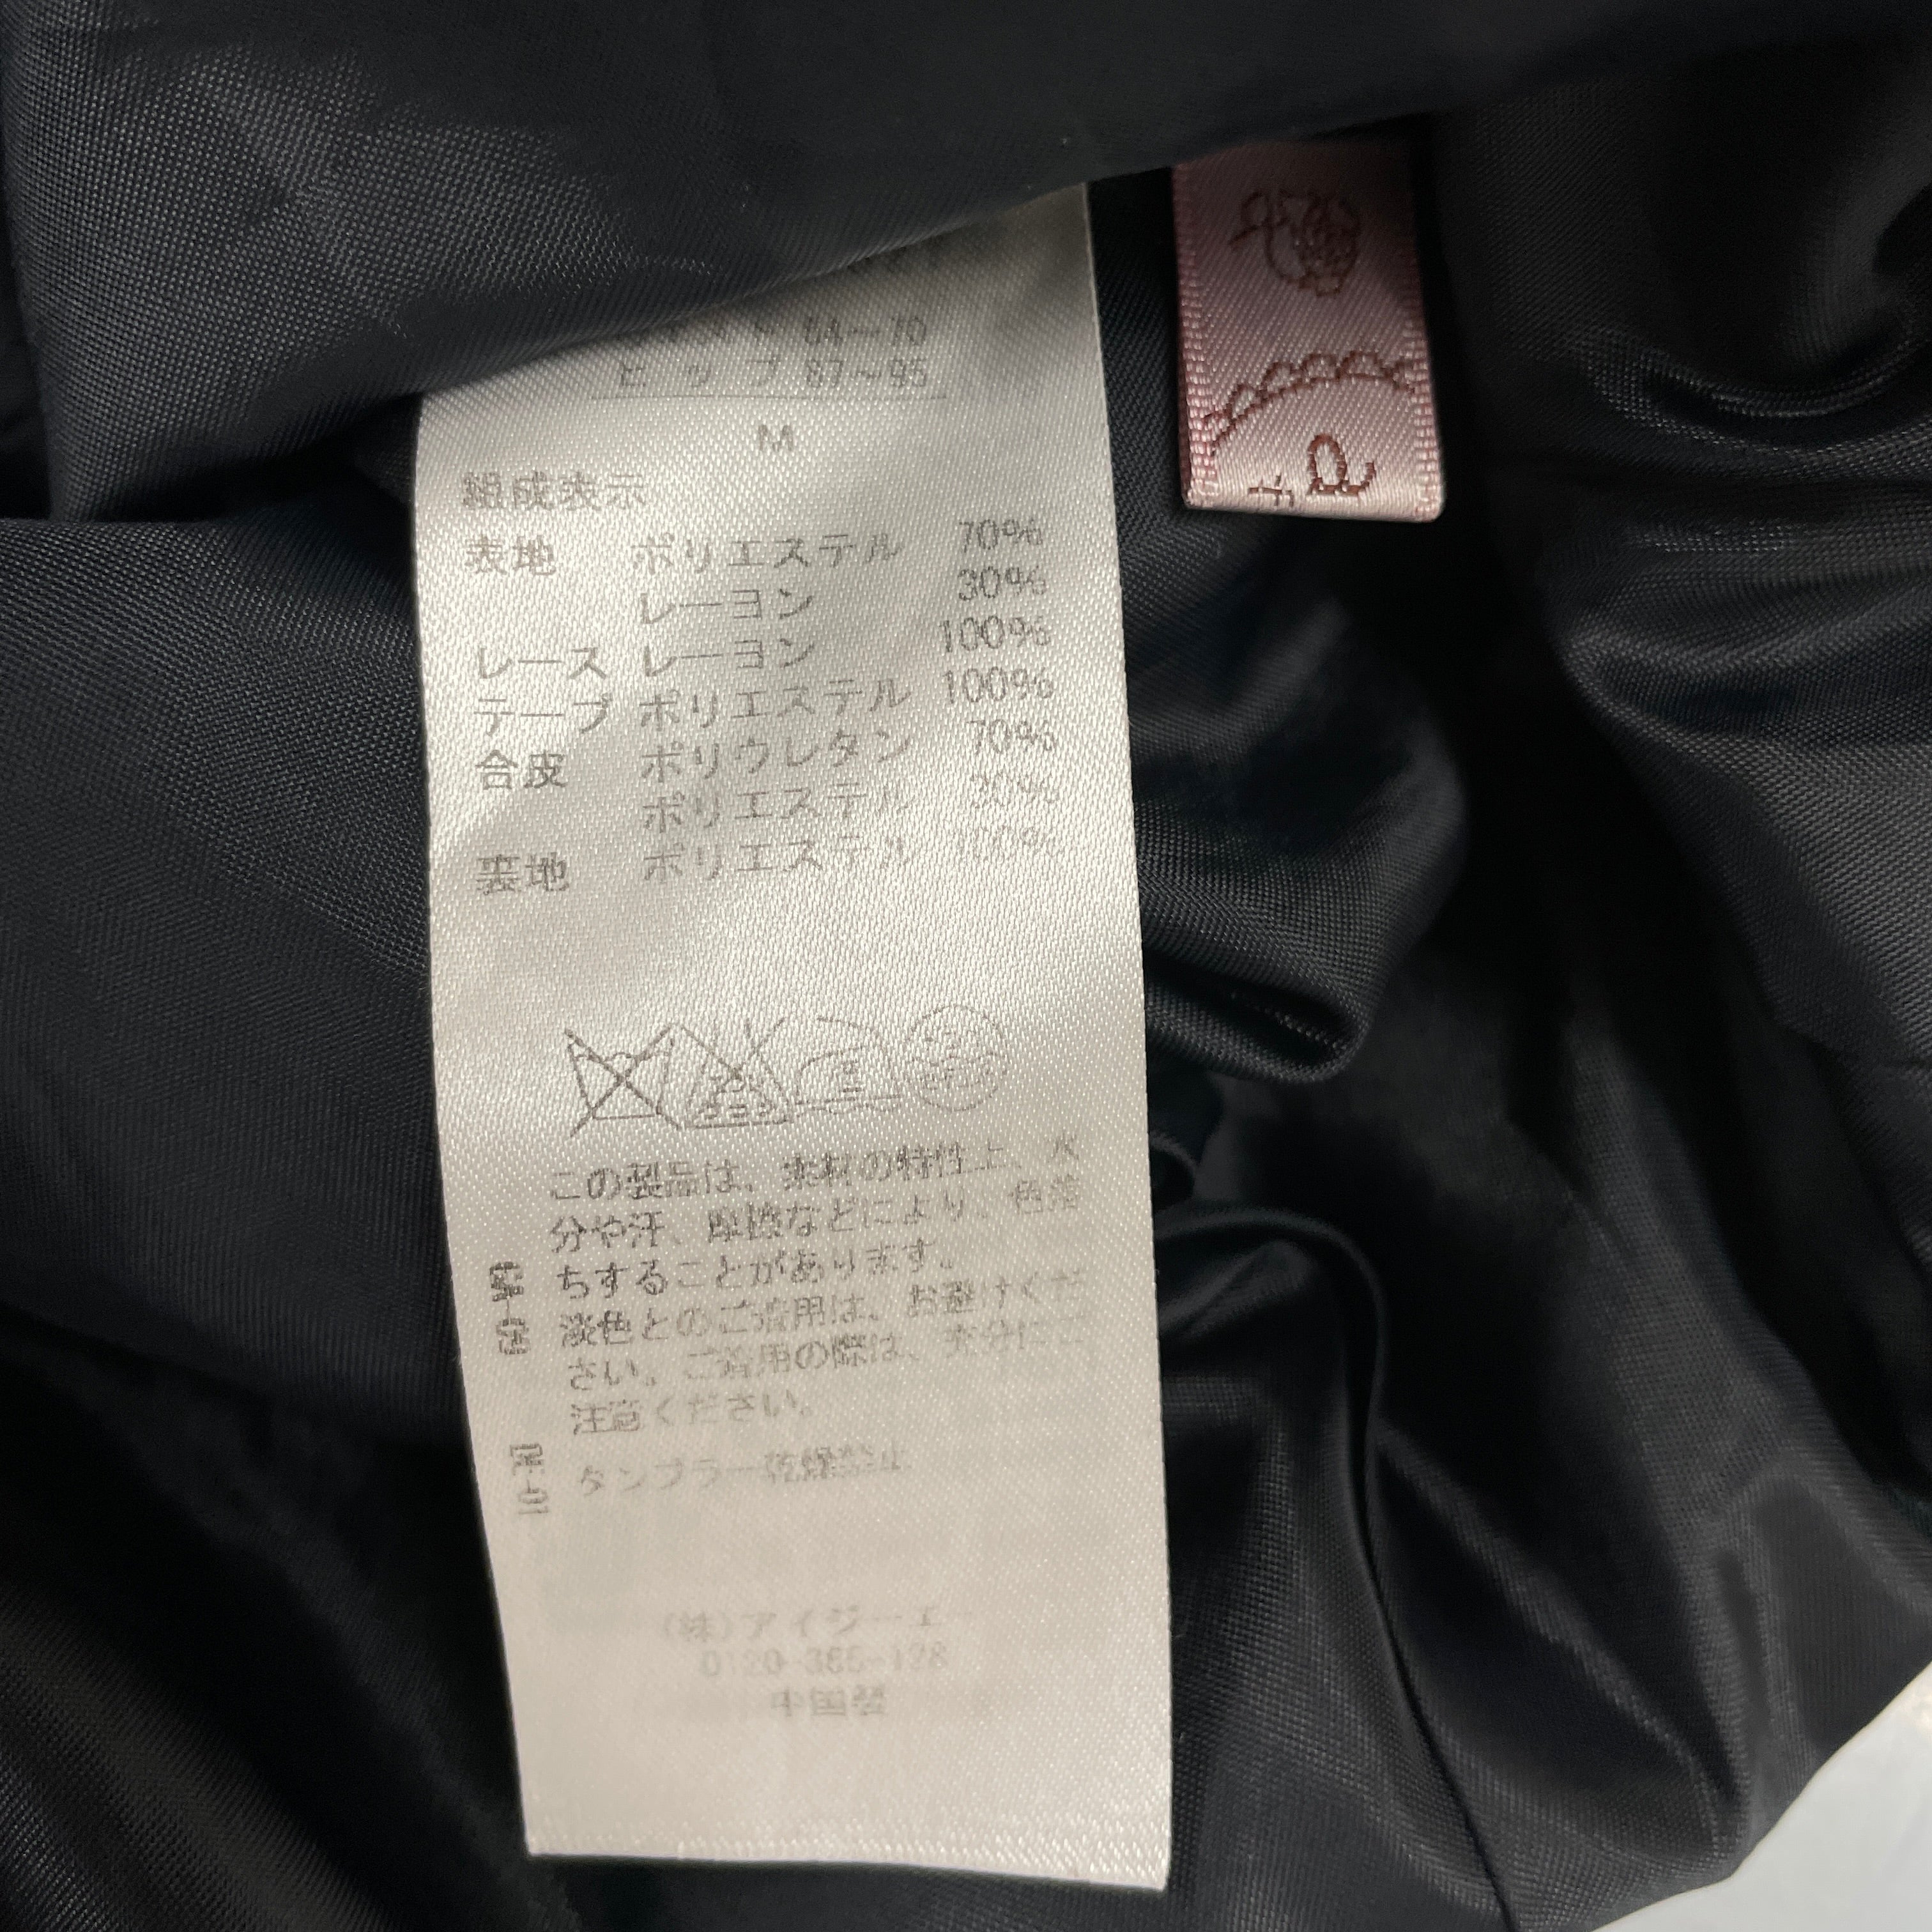 64~70
ヒップ 87~95
M
組成表示
表地 ポリエステル 70%
レーヨン 30%
レース レーヨン 100%
テープ ポリエステル 100%
合皮 ポリウレタン 70%
ポリエステル 30%
裏地 ポリエステル 100%
この製品は、素材の特性上、水
分や汗、摩擦などにより、色落
ちすることがあります。
淡色とのご着用は、お避けくだ
さい。ご着用の際は、充分にご
注意ください。
タンブラー乾燥禁止
(株)アイジーエー
0120-366-128
中国製